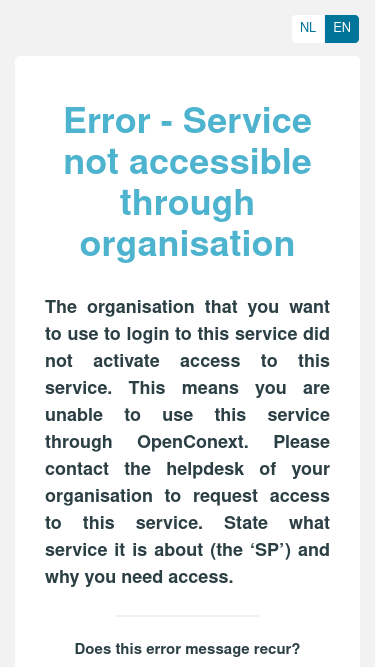 NL EN
Error - Service
not accessible
through
organisation
The organisation that you want
to use to login to this service did
not activate access to this
service. This means you are
unable to use this service
through OpenConext. Please
contact the helpdesk of your
organisation to request access
to this service. State what
service it is about (the ‘SP’) and
why you need access.
Does this error message recur?